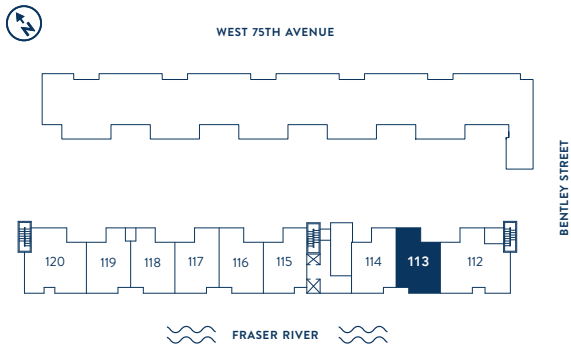 N
WEST 75TH AVENUE
BENTLEY STREET
120 119 118 117 116 115 114 113 112
FRASER RIVER